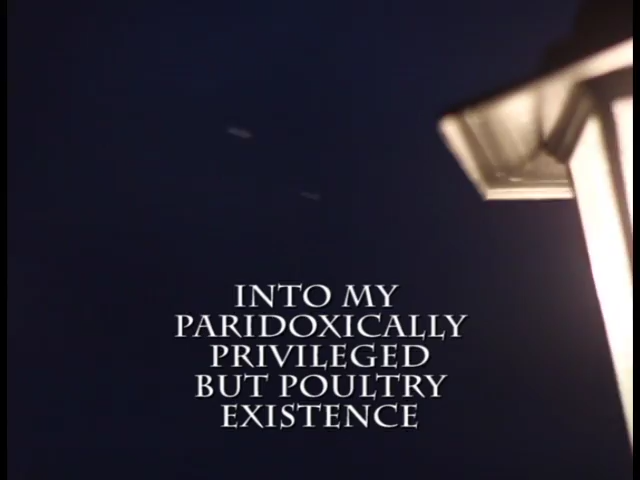 INTO MY
PARIDOXICALLY
PRIVILEGED
BUT POULTRY
EXISTENCE